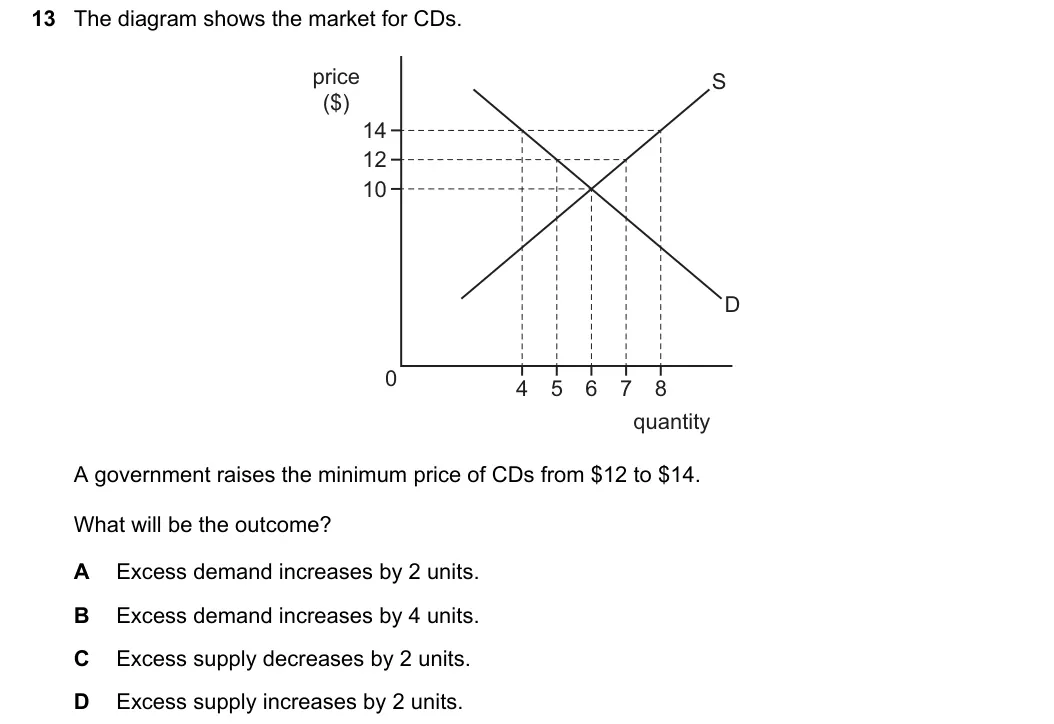 13 The diagram shows the market for CDs.
price
($)
S
14
12
10
D
0
4 5 6 7 8
quantity
A government raises the minimum price of CDs from $12 to $14.
What will be the outcome?
A Excess demand increases by 2 units.
B Excess demand increases by 4 units.
C Excess supply decreases by 2 units.
D Excess supply increases by 2 units.